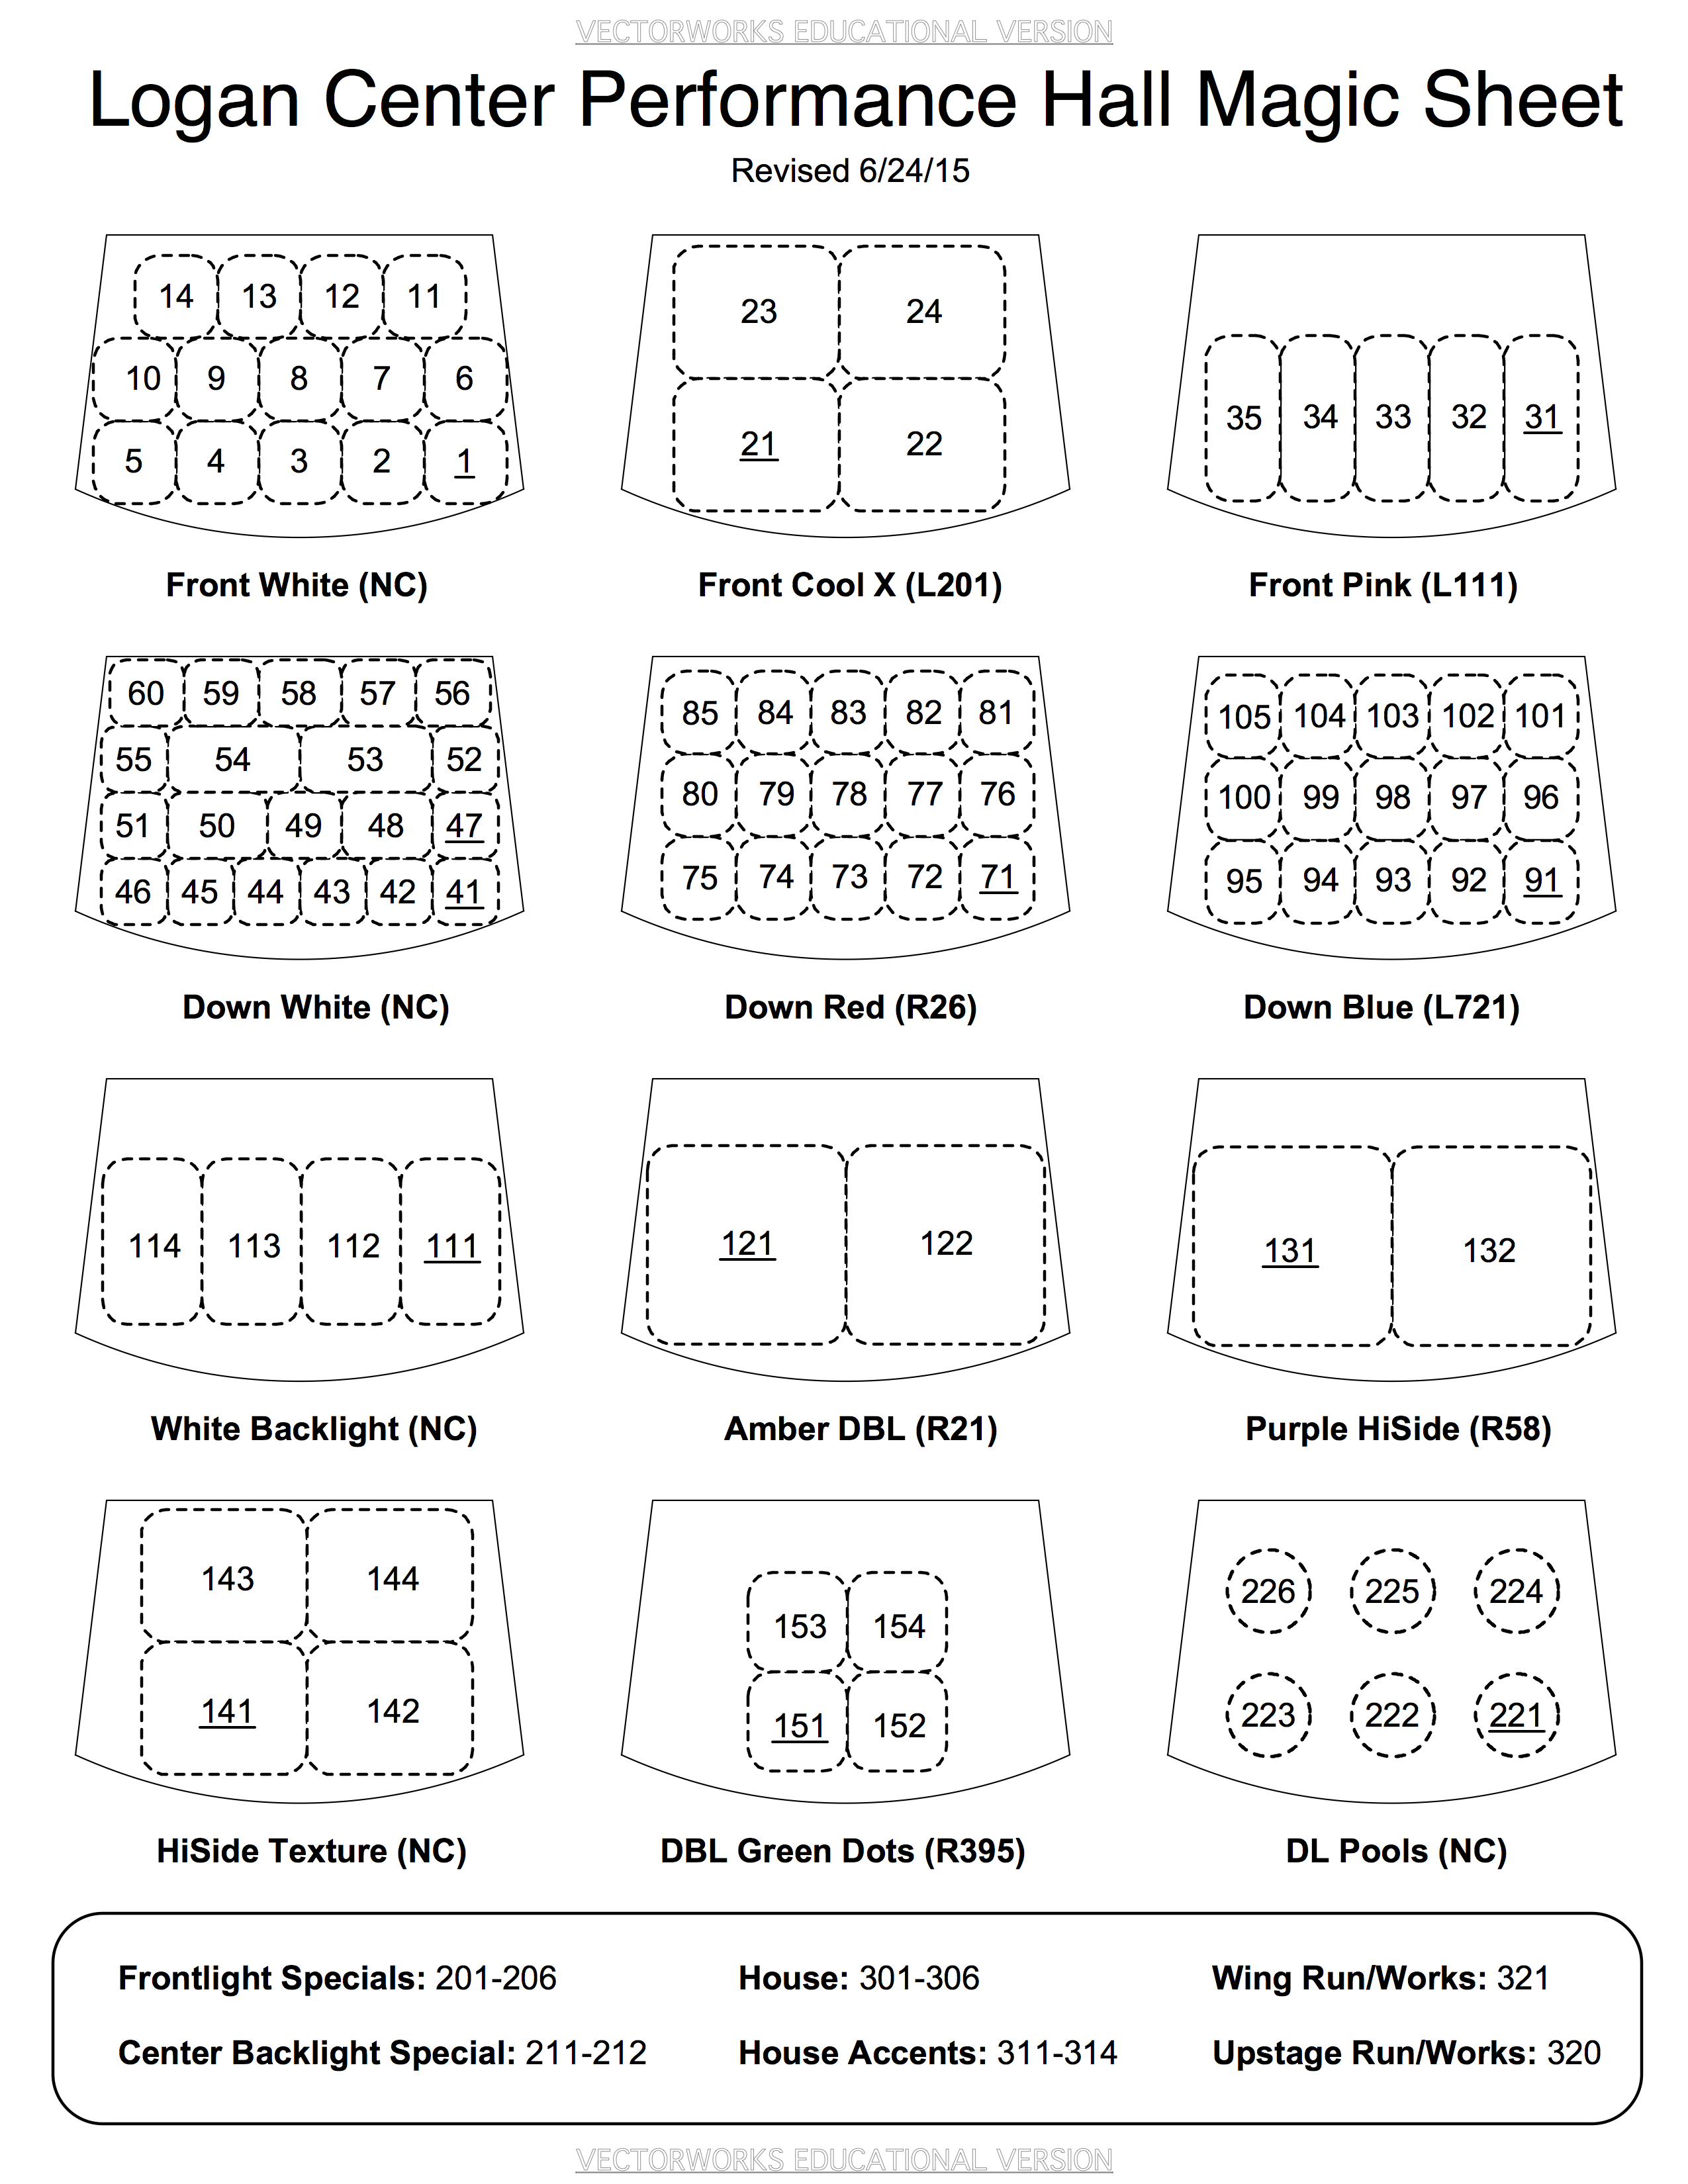 VECTORWORKS EDUCATIONAL VERSION
Logan Center Performance Hall Magic Sheet
Revised 6/24/15
14 13 12 11
10 9 8 7 6
5 4 3 2 1
Front White (NC)
23 24
21 22
Front Cool X (L201)
35 34 33 32 31
Front Pink (L111)
60 59 58 57 56
55 54 53 52
51 50 49 48 47
46 45 44 43 42 41
Down White (NC)
85 84 83 82 81
80 79 78 77 76
75 74 73 72 71
Down Red (R26)
105 104 103 102 101
100 99 98 97 96
95 94 93 92 91
Down Blue (L721)
114 113 112 111
White Backlight (NC)
121 122
Amber DBL (R21)
131 132
Purple HiSide (R58)
143 144
141 142
HiSide Texture (NC)
153 154
151 152
DBL Green Dots (R395)
226 225 224
223 222 221
DL Pools (NC)
Frontlight Specials: 201-206
House: 301-306
Wing Run/Works: 321
Center Backlight Special: 211-212
House Accents: 311-314
Upstage Run/Works: 320
VECTORWORKS EDUCATIONAL VERSION